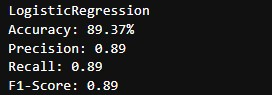 LogisticRegression
Accuracy: 89.37%
Precision: 0.89
Recall: 0.89
F1-Score: 0.89